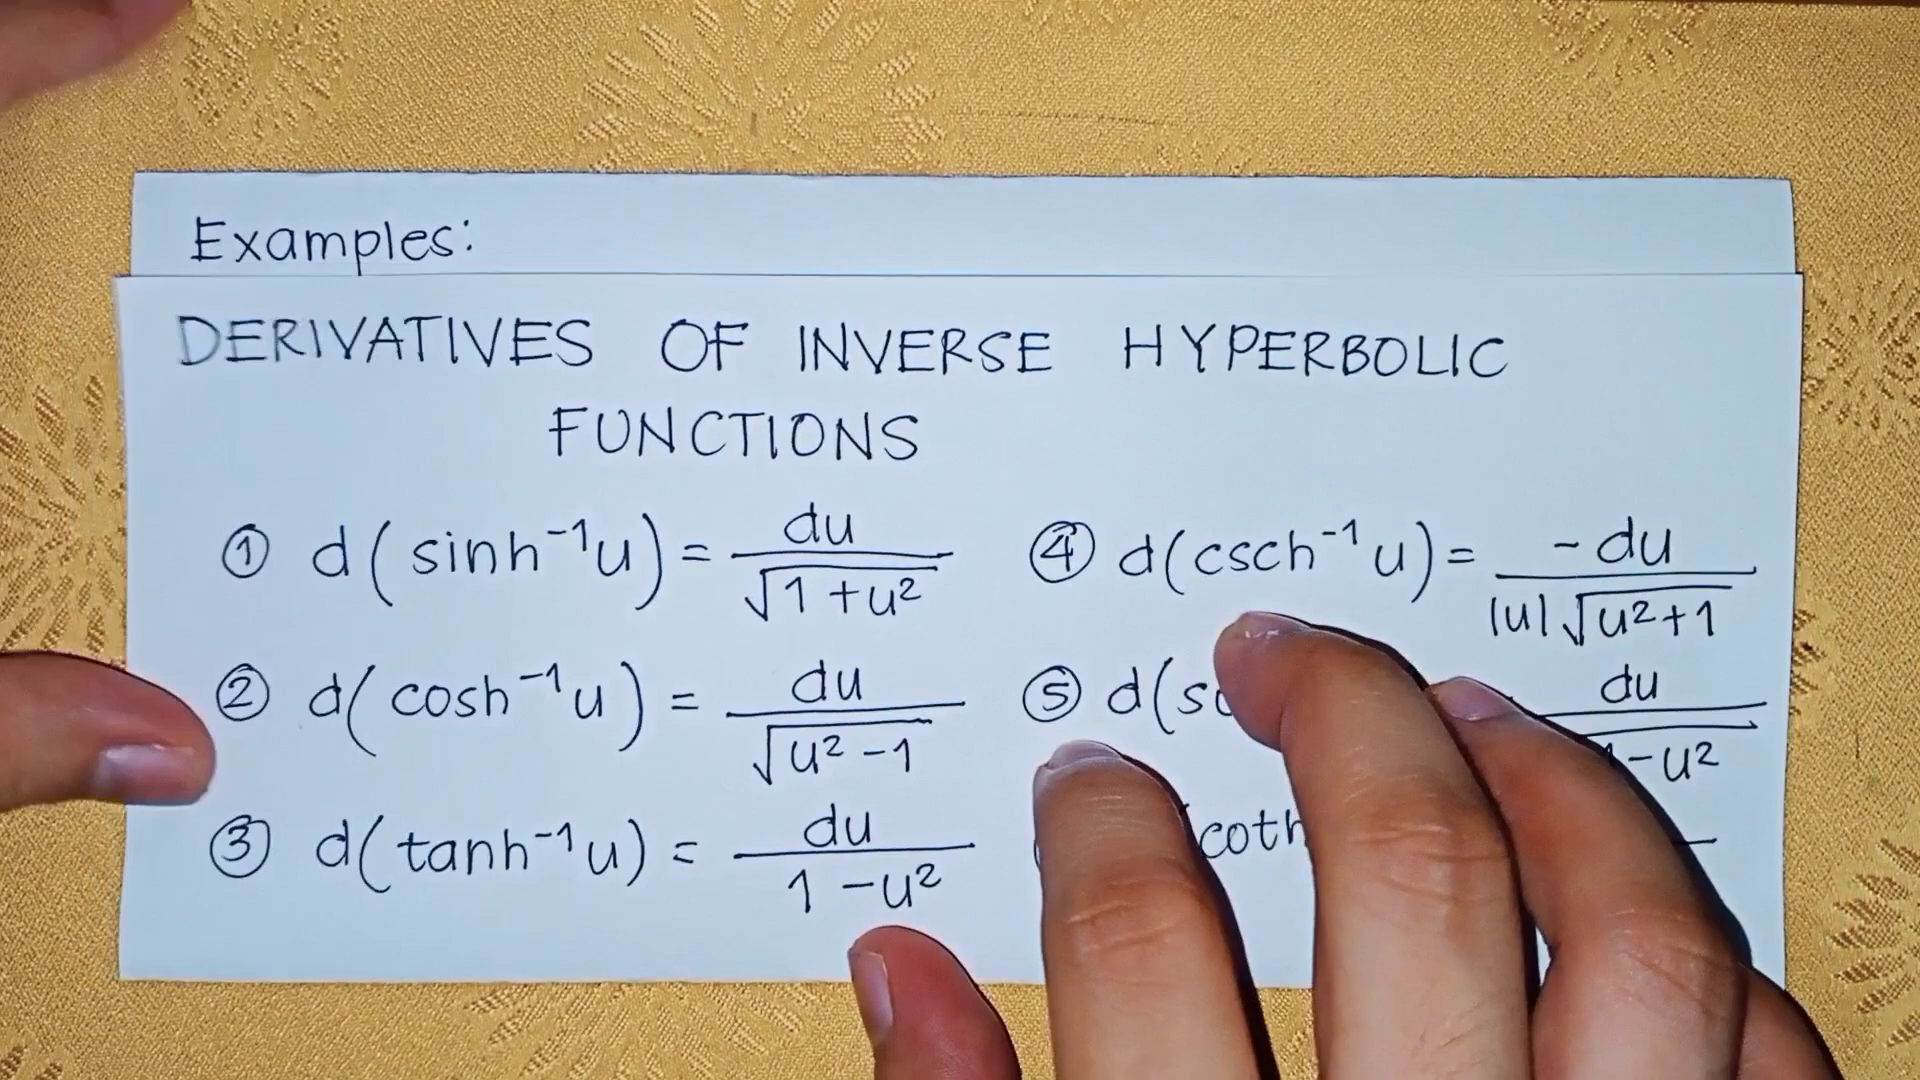 Examples:
DERIVATIVES OF INVERSE HYPERBOLIC
FUNCTIONS
① d(sinh⁻¹u) = du/√(1+u²)
② d(cosh⁻¹u) = du/√(u²-1)
③ d(tanh⁻¹u) = du/(1-u²)
④ d(csch⁻¹u) = -du/(|u|√(u²+1))
⑤ d( du -u²
coth